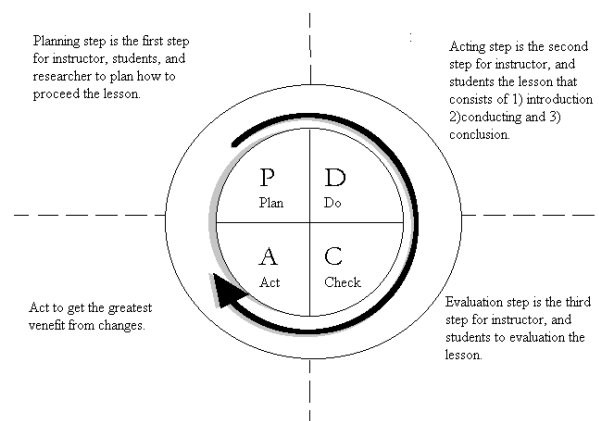 Planning step is the first step
for instructor, students, and
researcher to plan how to
proceed the lesson.
Acting step is the second
step for instructor, and
students the lesson that
consists of 1) introduction
2)conducting and 3)
conclusion.
P
Plan
D
Do
A
Act
C
Check
Act to get the greatest
venefit from changes.
Evaluation step is the third
step for instructor, and
students to evaluation the
lesson.